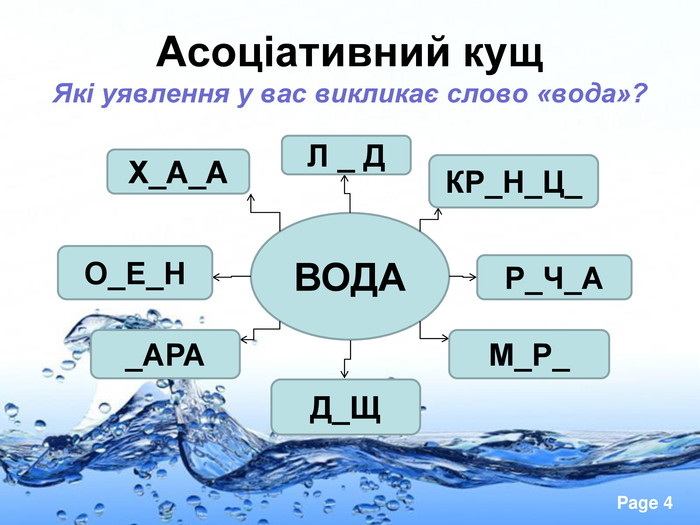 Асоціативний кущ
Які уявлення у вас викликає слово «вода»?
Л _ Д
Х_А_А
КР_Н_Ц_
О_Е_Н
ВОДА
Р_Ч_А
_АРА
М_Р_
Д_Щ
Page 4